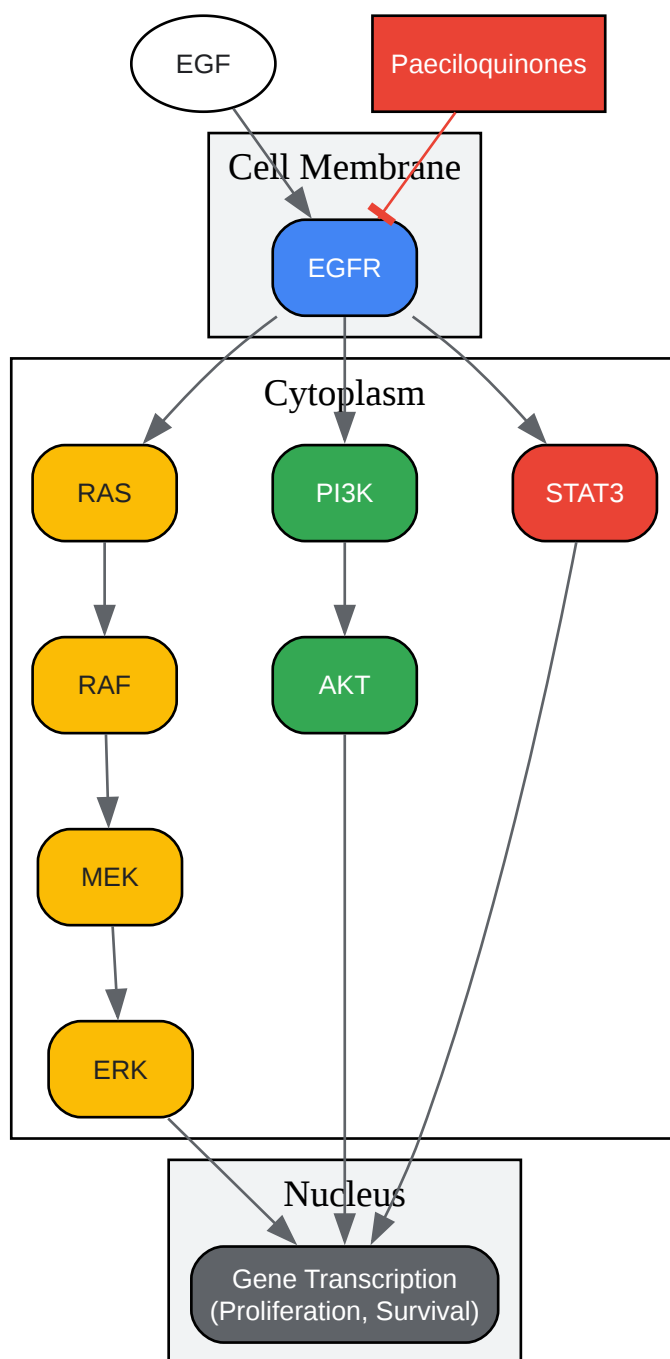 EGF
Paeciloquinones
Cell Membrane
EGFR
Cytoplasm
RAS
PI3K
STAT3
RAF
AKT
MEK
ERK
Nucleus
Gene Transcription
(Proliferation, Survival)